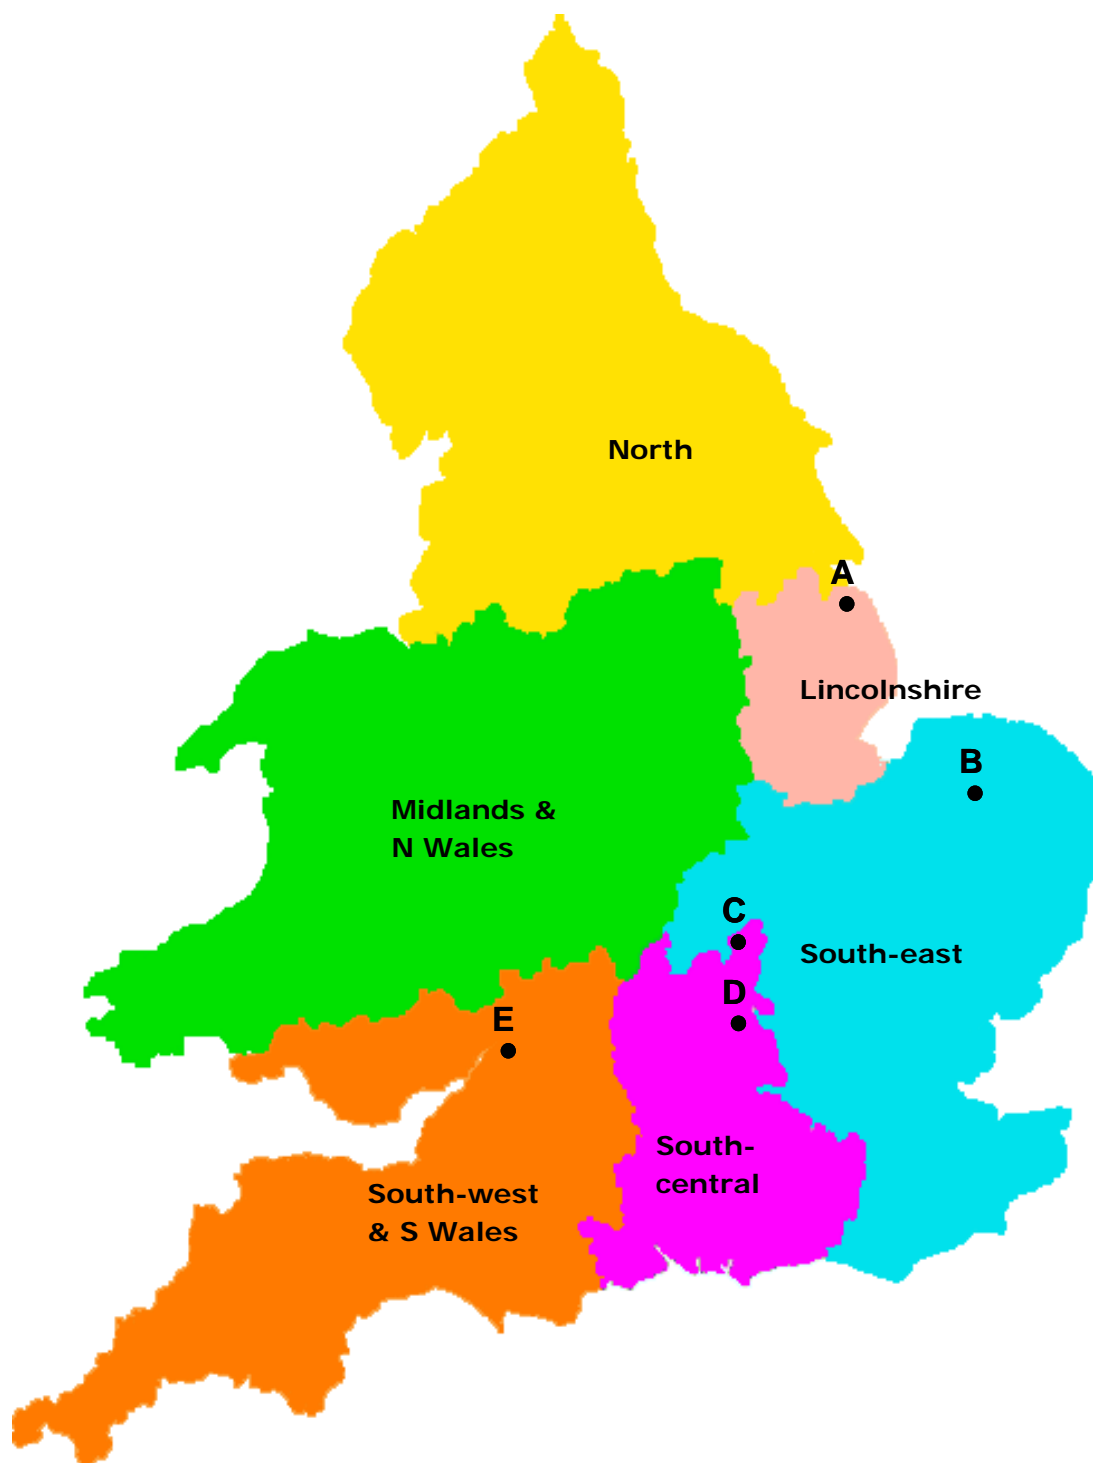 North
A
Lincolnshire
B
Midlands &
N Wales
C
South-east
D
E
South-
central
South-west
& S Wales